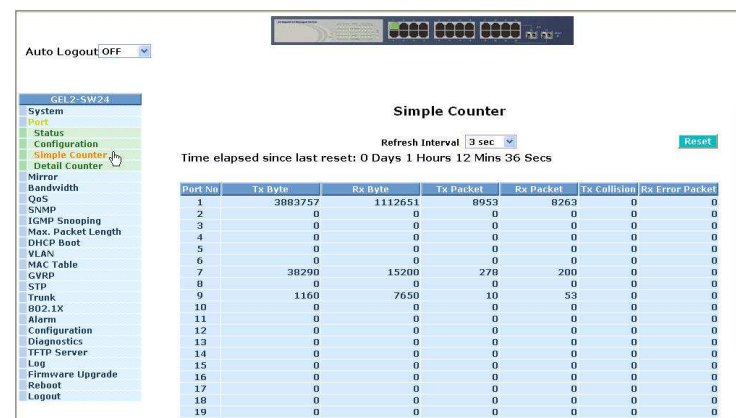 Auto Logout OFF
GEL2-SW24
System
Port
Status
Configuration
Simple Counter
Detail Counter
Mirror
Bandwidth
QoS
SNMP
IGMP Snooping
Max. Packet Length
DHCP Boot
VLAN
MAC Table
GVRP
STP
Trunk
802.1X
Alarm
Configuration
Diagnostics
TFTP Server
Log
Firmware Upgrade
Reboot
Logout
Simple Counter
Refresh Interval 3 sec Reset
Time elapsed since last reset: 0 Days 1 Hours 12 Mins 36 Secs
Port No Tx Byte Rx Byte Tx Packet Rx Packet Tx Collision Rx Error Packet
1 3883757 1112651 8953 8263 0 0
2 0 0 0 0 0 0
3 0 0 0 0 0 0
4 0 0 0 0 0 0
5 0 0 0 0 0 0
6 0 0 0 0 0 0
7 38290 15200 278 200 0 0
8 0 0 0 0 0 0
9 1160 7650 10 53 0 0
10 0 0 0 0 0 0
11 0 0 0 0 0 0
12 0 0 0 0 0 0
13 0 0 0 0 0 0
14 0 0 0 0 0 0
15 0 0 0 0 0 0
16 0 0 0 0 0 0
17 0 0 0 0 0 0
18 0 0 0 0 0 0
19 0 0 0 0 0 0